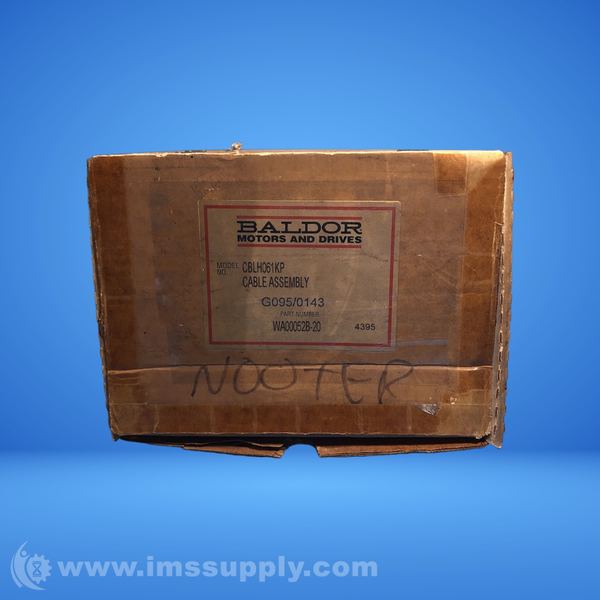 BALDOR
MOTORS AND DRIVES
MODEL NO. CBLH061KP
CABLE ASSEMBLY
G095/0143
PART NUMBER
WA00052B-20 4395
NOOTER
www.imssupply.com